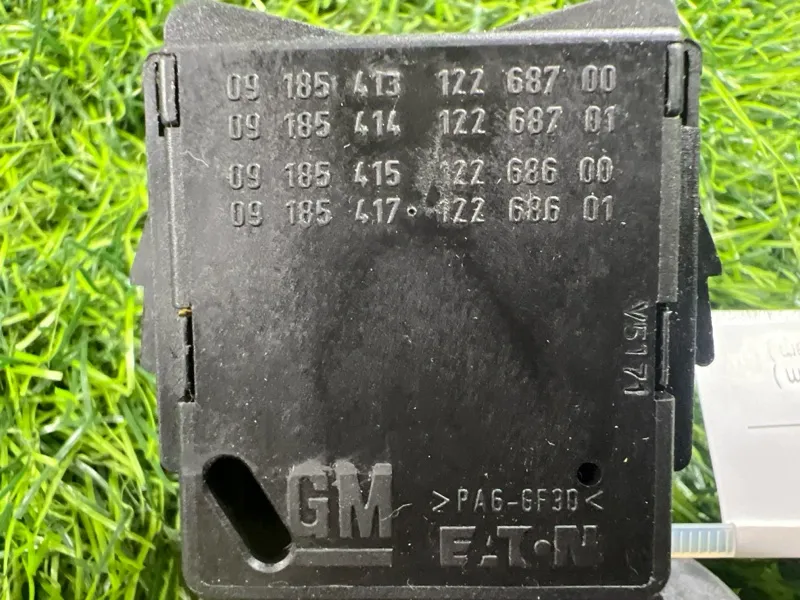 09 185 413 122 687 00
09 185 414 122 687 01
09 185 415 122 686 00
09 185 417 122 686 01
V5171
GM
>PA6-GF30<
EATON